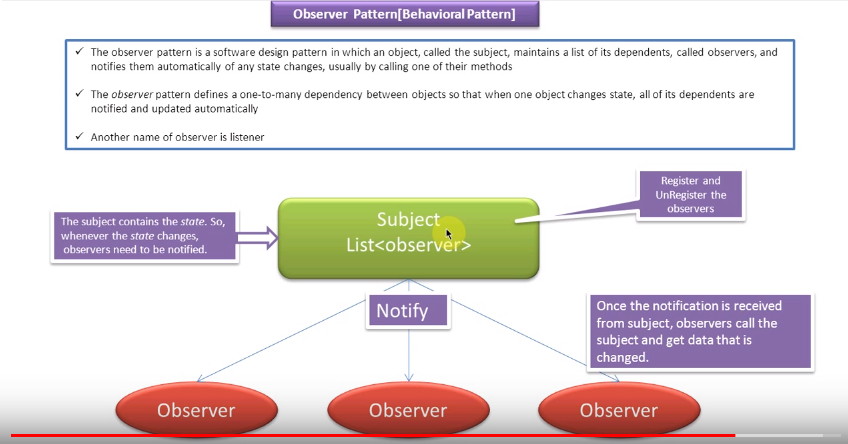 Observer Pattern[Behavioral Pattern]
✓ The observer pattern is a software design pattern in which an object, called the subject, maintains a list of its dependents, called observers, and
notifies them automatically of any state changes, usually by calling one of their methods
✓ The observer pattern defines a one-to-many dependency between objects so that when one object changes state, all of its dependents are
notified and updated automatically
✓ Another name of observer is listener
Register and
UnRegister the
observers
The subject contains the state. So,
whenever the state changes,
observers need to be notified.
Subject
List<observer>
Notify
Once the notification is received
from subject, observers call the
subject and get data that is
changed.
Observer
Observer
Observer